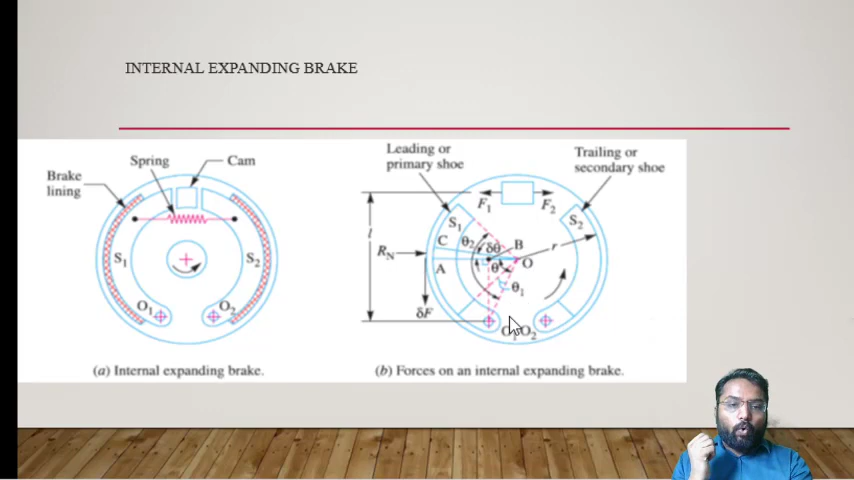 INTERNAL EXPANDING BRAKE
Spring
Cam
Brake
lining
S1
S2
O1
O2
(a) Internal expanding brake.
Leading or
primary shoe
Trailing or
secondary shoe
F1
F2
S1
S2
l
RN
C
θ2
δθ
B
r
A
θ
O
θ1
δF
O1
O2
(b) Forces on an internal expanding brake.